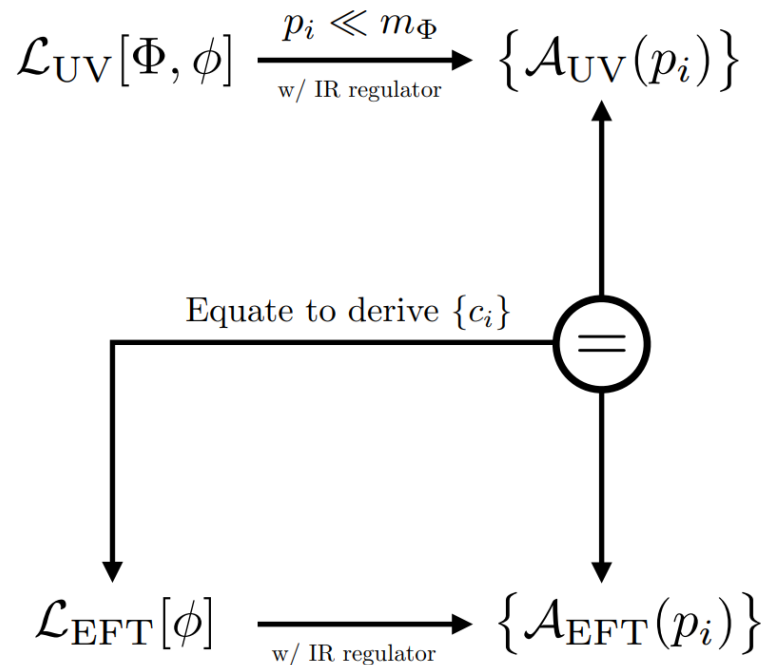 𝓛_UV[Φ, ϕ]
p_i ≪ m_Φ
w/ IR regulator
{𝒜_UV(p_i)}
Equate to derive {c_i}
=
𝓛_EFT[ϕ]
w/ IR regulator
{𝒜_EFT(p_i)}